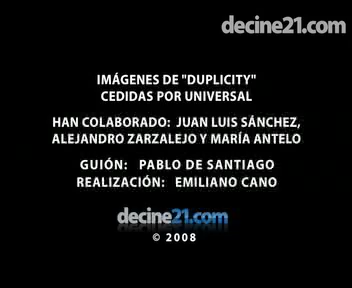 decine21.com
IMÁGENES DE "DUPLICITY"
CEDIDAS POR UNIVERSAL
HAN COLABORADO: JUAN LUIS SÁNCHEZ,
ALEJANDRO ZARZALEJO Y MARÍA ANTELO
GUIÓN: PABLO DE SANTIAGO
REALIZACIÓN: EMILIANO CANO
decine21.com
© 2008